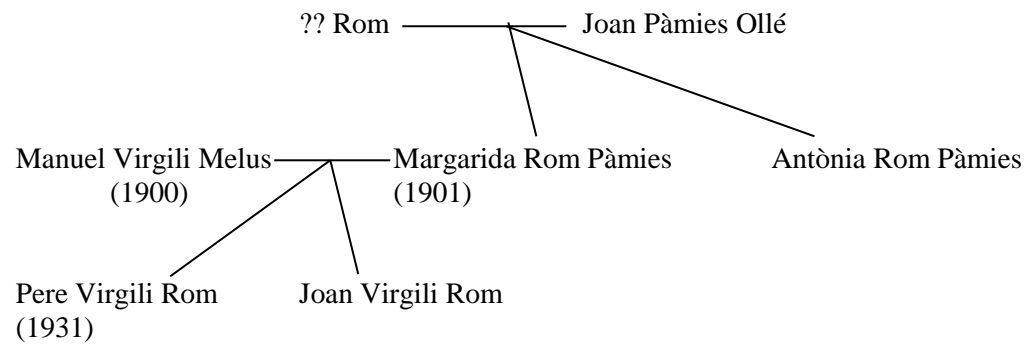 ?? Rom Joan Pàmies Ollé
Manuel Virgili Melus Margarida Rom Pàmies Antònia Rom Pàmies
(1900) (1901)
Pere Virgili Rom Joan Virgili Rom
(1931)